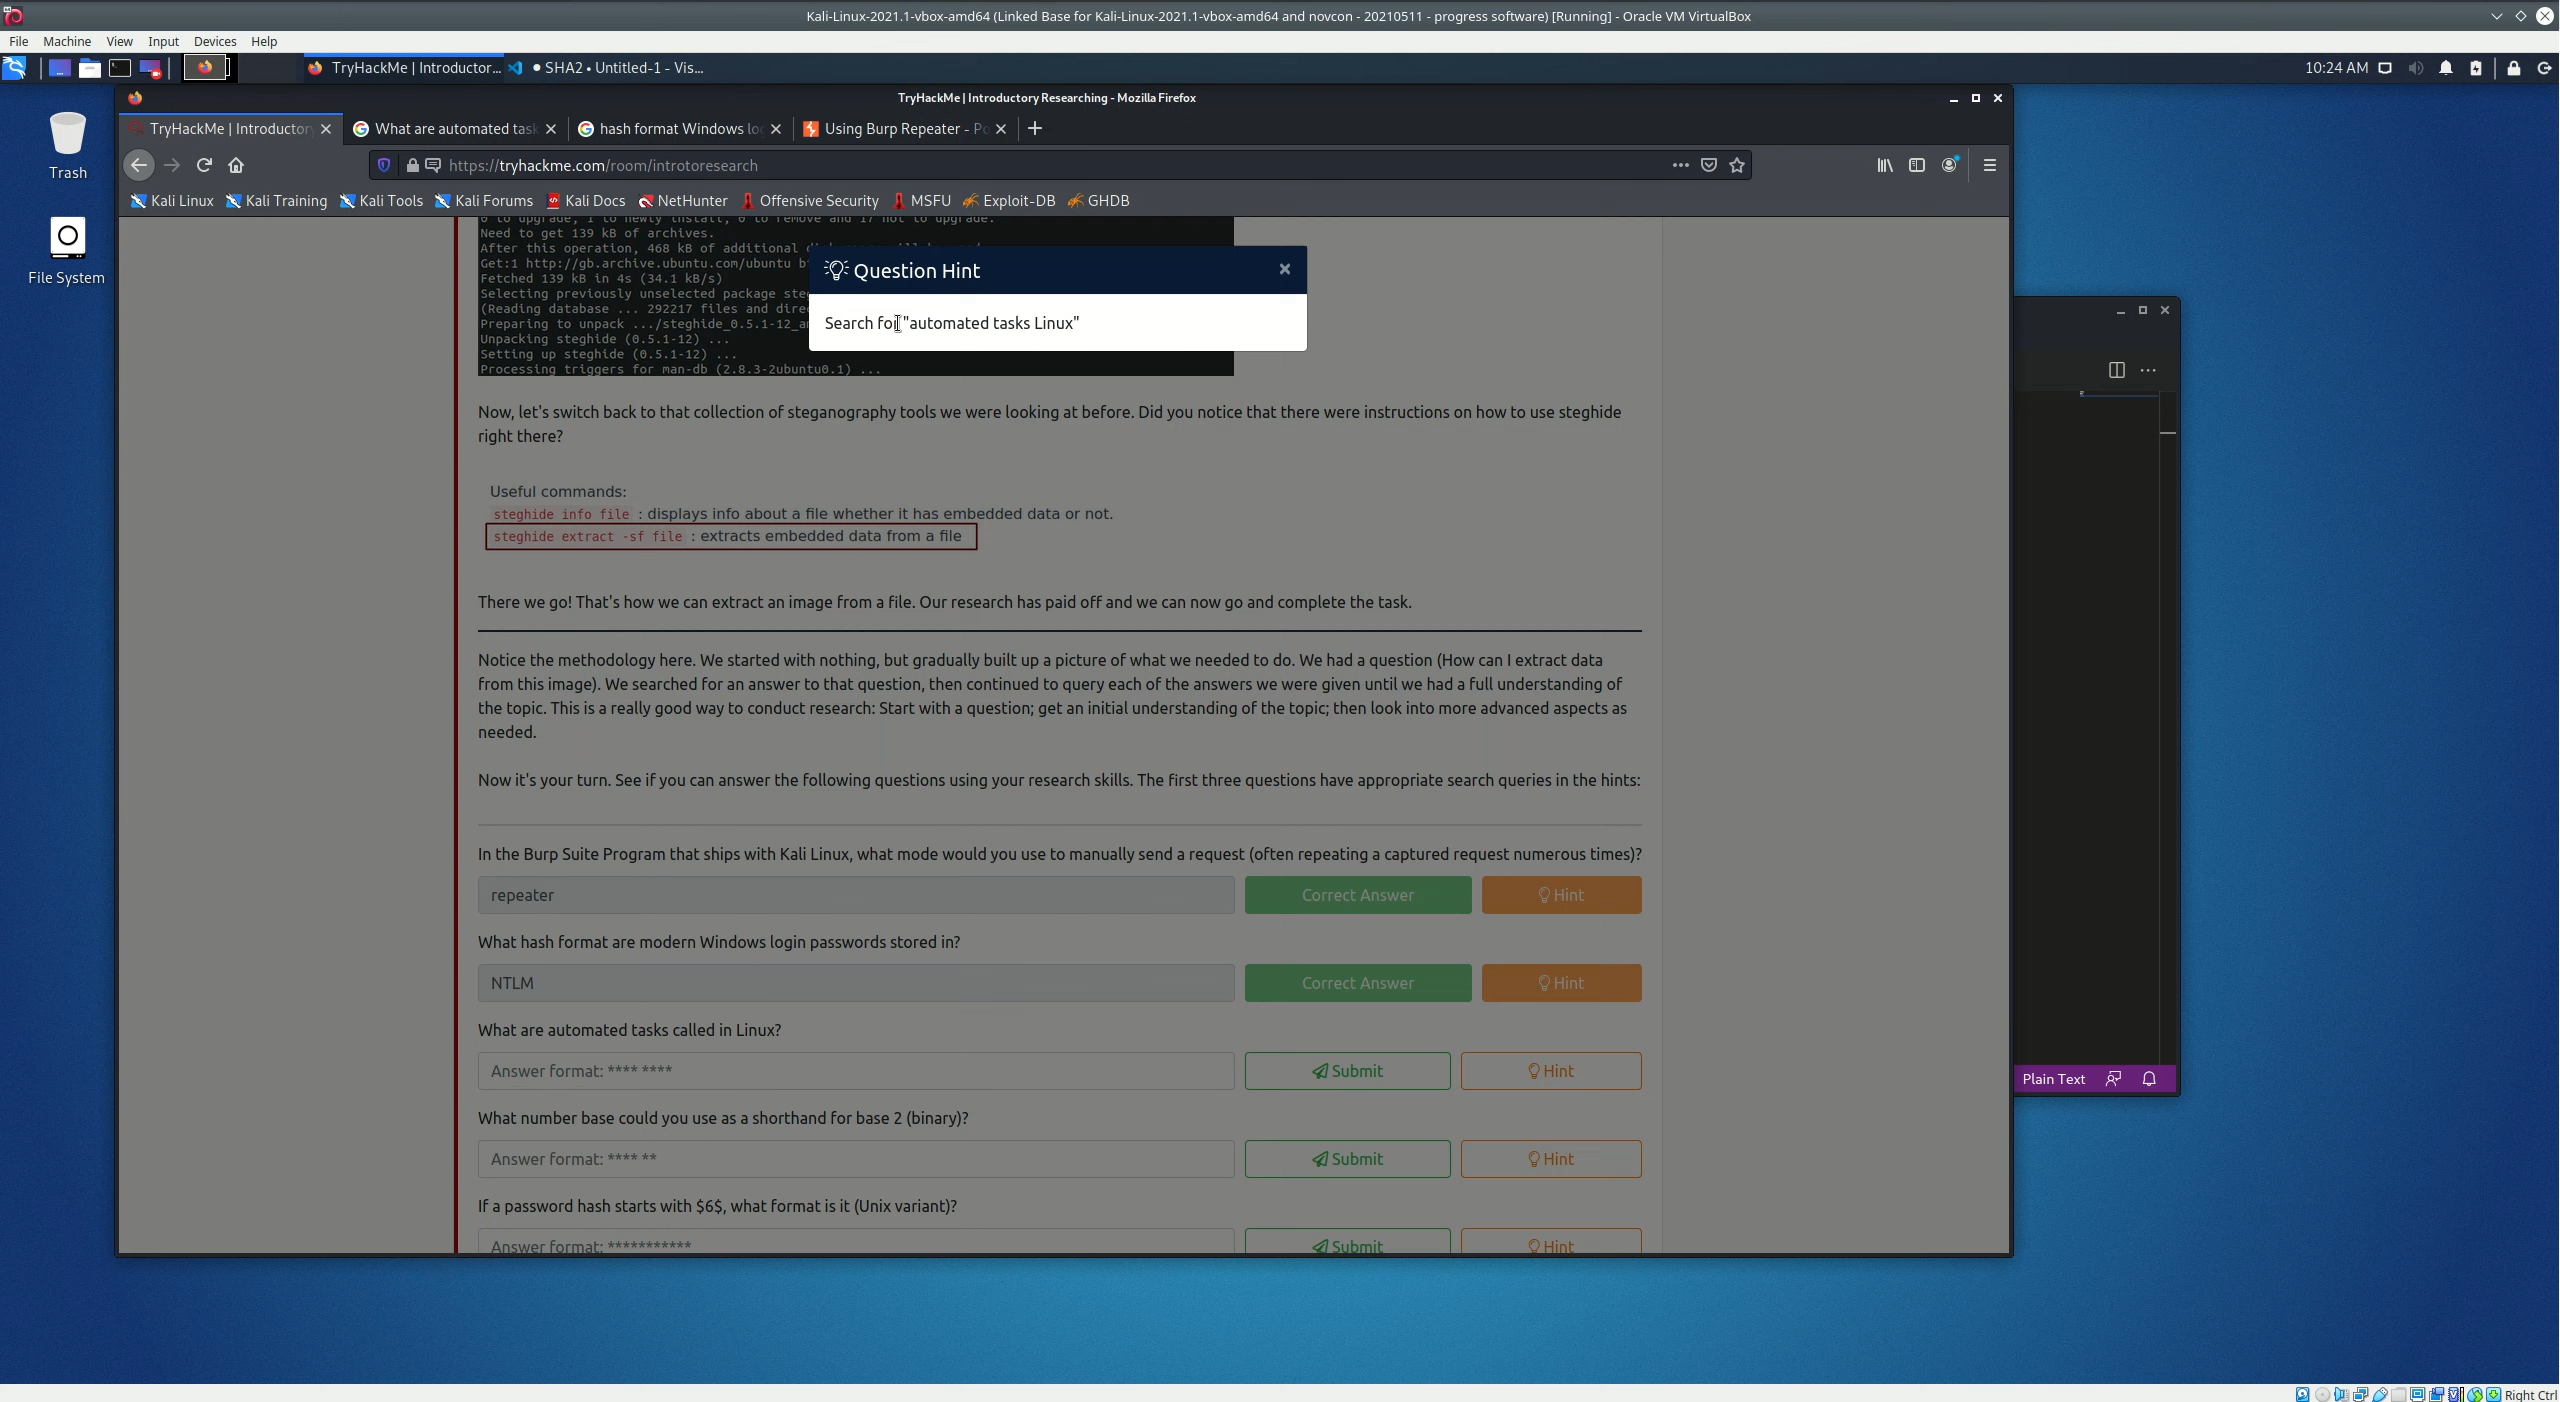 Kali-Linux-2021.1-vbox-amd64 (Linked Base for Kali-Linux-2021.1-vbox-amd64 and novcon - 20210511 - progress software) [Running] - Oracle VM VirtualBox
File Machine View Input Devices Help
TryHackMe | Introductor... ● SHA2 • Untitled-1 - Vis... 10:24 AM
Trash
File System
TryHackMe | Introductory Researching - Mozilla Firefox
TryHackMe | Introductory What are automated task hash format Windows lo Using Burp Repeater - Po
https://tryhackme.com/room/introtoresearch
Kali Linux Kali Training Kali Tools Kali Forums Kali Docs NetHunter Offensive Security MSFU Exploit-DB GHDB
0 to upgrade, 1 to newly install, 0 to remove and 17 not to upgrade.
Need to get 139 kB of archives.
After this operation, 468 kB of additional
Get:1 http://gb.archive.ubuntu.com/ubuntu
Fetched 139 kB in 4s (34.1 kB/s)
Selecting previously unselected package
(Reading database ... 292217 files and
Preparing to unpack .../steghide_0.5.1-12_
Unpacking steghide (0.5.1-12) ...
Setting up steghide (0.5.1-12) ...
Processing triggers for man-db (2.8.3-2ubuntu0.1) ...
Question Hint ×
Search for "automated tasks Linux"
Now, let's switch back to that collection of steganography tools we were looking at before. Did you notice that there were instructions on how to use steghide
right there?
Useful commands:
steghide info file : displays info about a file whether it has embedded data or not.
steghide extract -sf file : extracts embedded data from a file
There we go! That's how we can extract an image from a file. Our research has paid off and we can now go and complete the task.
Notice the methodology here. We started with nothing, but gradually built up a picture of what we needed to do. We had a question (How can I extract data
from this image). We searched for an answer to that question, then continued to query each of the answers we were given until we had a full understanding of
the topic. This is a really good way to conduct research: Start with a question; get an initial understanding of the topic; then look into more advanced aspects as
needed.
Now it's your turn. See if you can answer the following questions using your research skills. The first three questions have appropriate search queries in the hints:
In the Burp Suite Program that ships with Kali Linux, what mode would you use to manually send a request (often repeating a captured request numerous times)?
repeater Correct Answer Hint
What hash format are modern Windows login passwords stored in?
NTLM Correct Answer Hint
What are automated tasks called in Linux?
Answer format: **** **** Submit Hint
What number base could you use as a shorthand for base 2 (binary)?
Answer format: **** ** Submit Hint
If a password hash starts with $6$, what format is it (Unix variant)?
Answer format: *********** Submit Hint
Plain Text
Right Ctrl